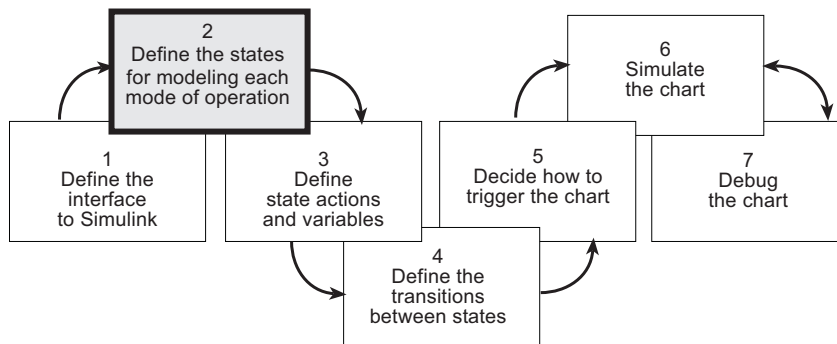 1
Define the
interface
to Simulink
2
Define the states
for modeling each
mode of operation
3
Define
state actions
and variables
4
Define the
transitions
between states
5
Decide how to
trigger the chart
6
Simulate
the chart
7
Debug
the chart